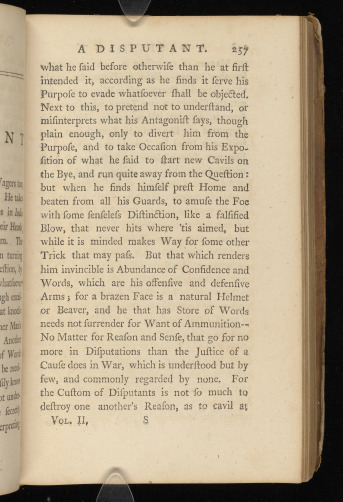 A DISPUTANT. 257
what he ſaid before otherwiſe than he at firſt
intended it, according as he finds it ſerve his
Purpoſe to evade whatſoever ſhall be objected.
Next to this, to pretend not to underſtand, or
miſinterprets what his Antagoniſt ſays, though
plain enough, only to divert him from the
Purpoſe, and to take Occaſion from his Expo-
ſition of what he ſaid to ſtart new Cavils on
the Bye, and run quite away from the Queſtion:
but when he finds himſelf preſt Home and
beaten from all his Guards, to amuſe the Foe
with ſome ſenſeleſs Diſtinction, like a falſified
Blow, that never hits where 'tis aimed, but
while it is minded makes Way for ſome other
Trick that may paſs. But that which renders
him invincible is Abundance of Confidence and
Words, which are his offenſive and defenſive
Arms; for a brazen Face is a natural Helmet
or Beaver, and he that has Store of Words
needs not ſurrender for Want of Ammunition--
No Matter for Reaſon and Senſe, that go for no
more in Diſputations than the Juſtice of a
Cauſe does in War, which is underſtood but by
few, and commonly regarded by none. For
the Cuſtom of Diſputants is not ſo much to
deſtroy one another's Reaſon, as to cavil at
VOL. II, S